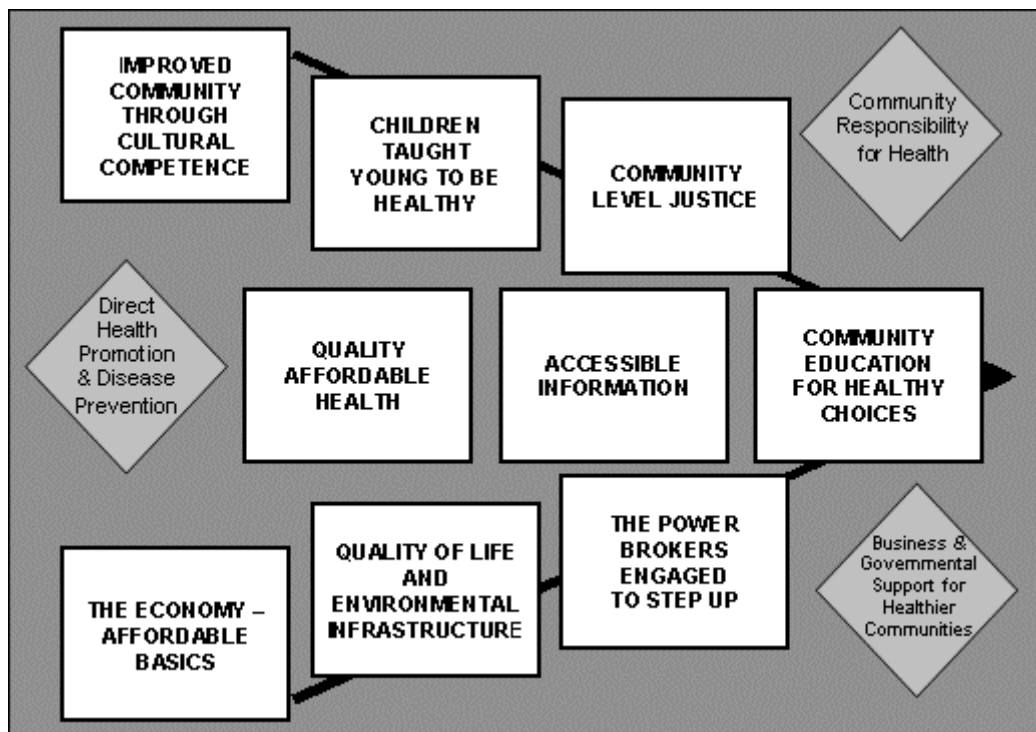 IMPROVED
COMMUNITY
THROUGH
CULTURAL
COMPETENCE
CHILDREN
TAUGHT
YOUNG TO BE
HEALTHY
COMMUNITY
LEVEL JUSTICE
Community
Responsibility
for Health
Direct
Health
Promotion
& Disease
Prevention
QUALITY
AFFORDABLE
HEALTH
ACCESSIBLE
INFORMATION
COMMUNITY
EDUCATION
FOR HEALTHY
CHOICES
THE ECONOMY –
AFFORDABLE
BASICS
QUALITY OF LIFE
AND
ENVIRONMENTAL
INFRASTRUCTURE
THE POWER
BROKERS
ENGAGED
TO STEP UP
Business &
Governmental
Support for
Healthier
Communities